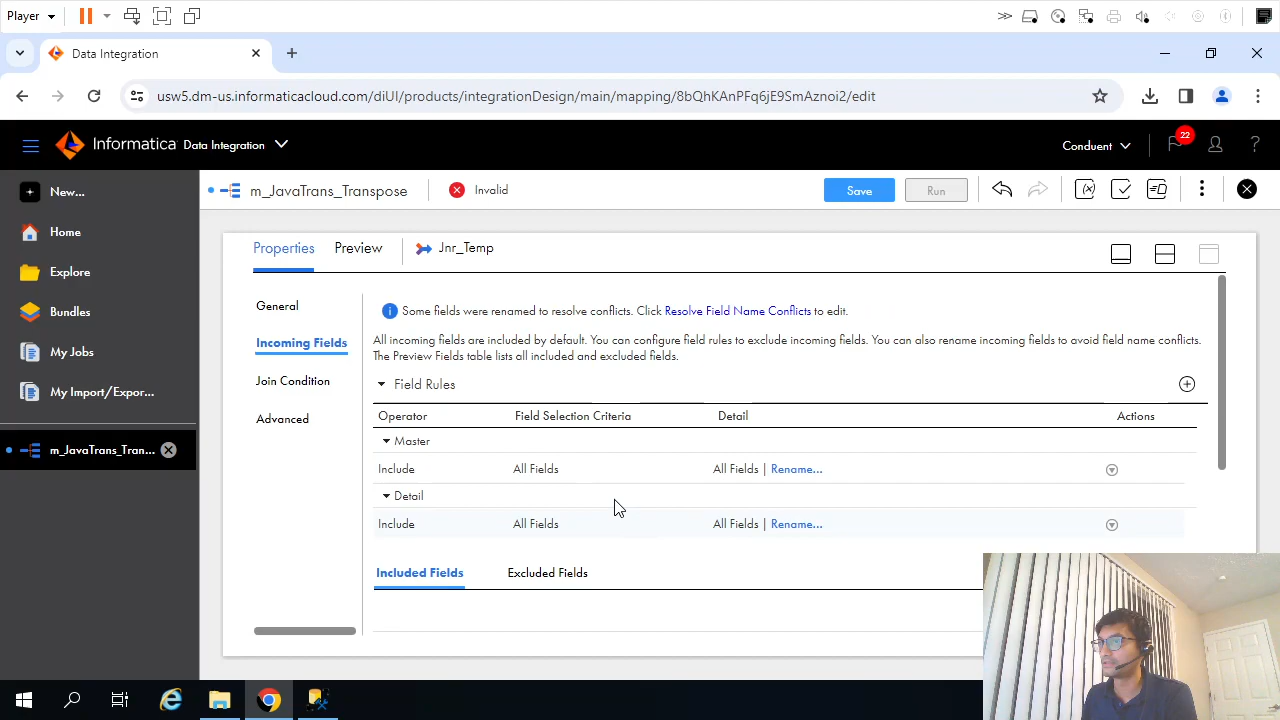 Player
Data Integration
usw5.dm-us.informaticacloud.com/diUI/products/integrationDesign/main/mapping/8bQhKAnPFq6jE9SmAznoi2/edit
Informatica Data Integration
Conduent
22
New...
Home
Explore
Bundles
My Jobs
My Import/Expor...
m_JavaTrans_Tran...
m_JavaTrans_Transpose
Invalid
Save
Run
Properties
Preview
Jnr_Temp
General
Incoming Fields
Join Condition
Advanced
Some fields were renamed to resolve conflicts. Click Resolve Field Name Conflicts to edit.
All incoming fields are included by default. You can configure field rules to exclude incoming fields. You can also rename incoming fields to avoid field name conflicts.
The Preview Fields table lists all included and excluded fields.
Field Rules
Operator Field Selection Criteria Detail Actions
Master
Include All Fields All Fields | Rename...
Detail
Include All Fields All Fields | Rename...
Included Fields Excluded Fields